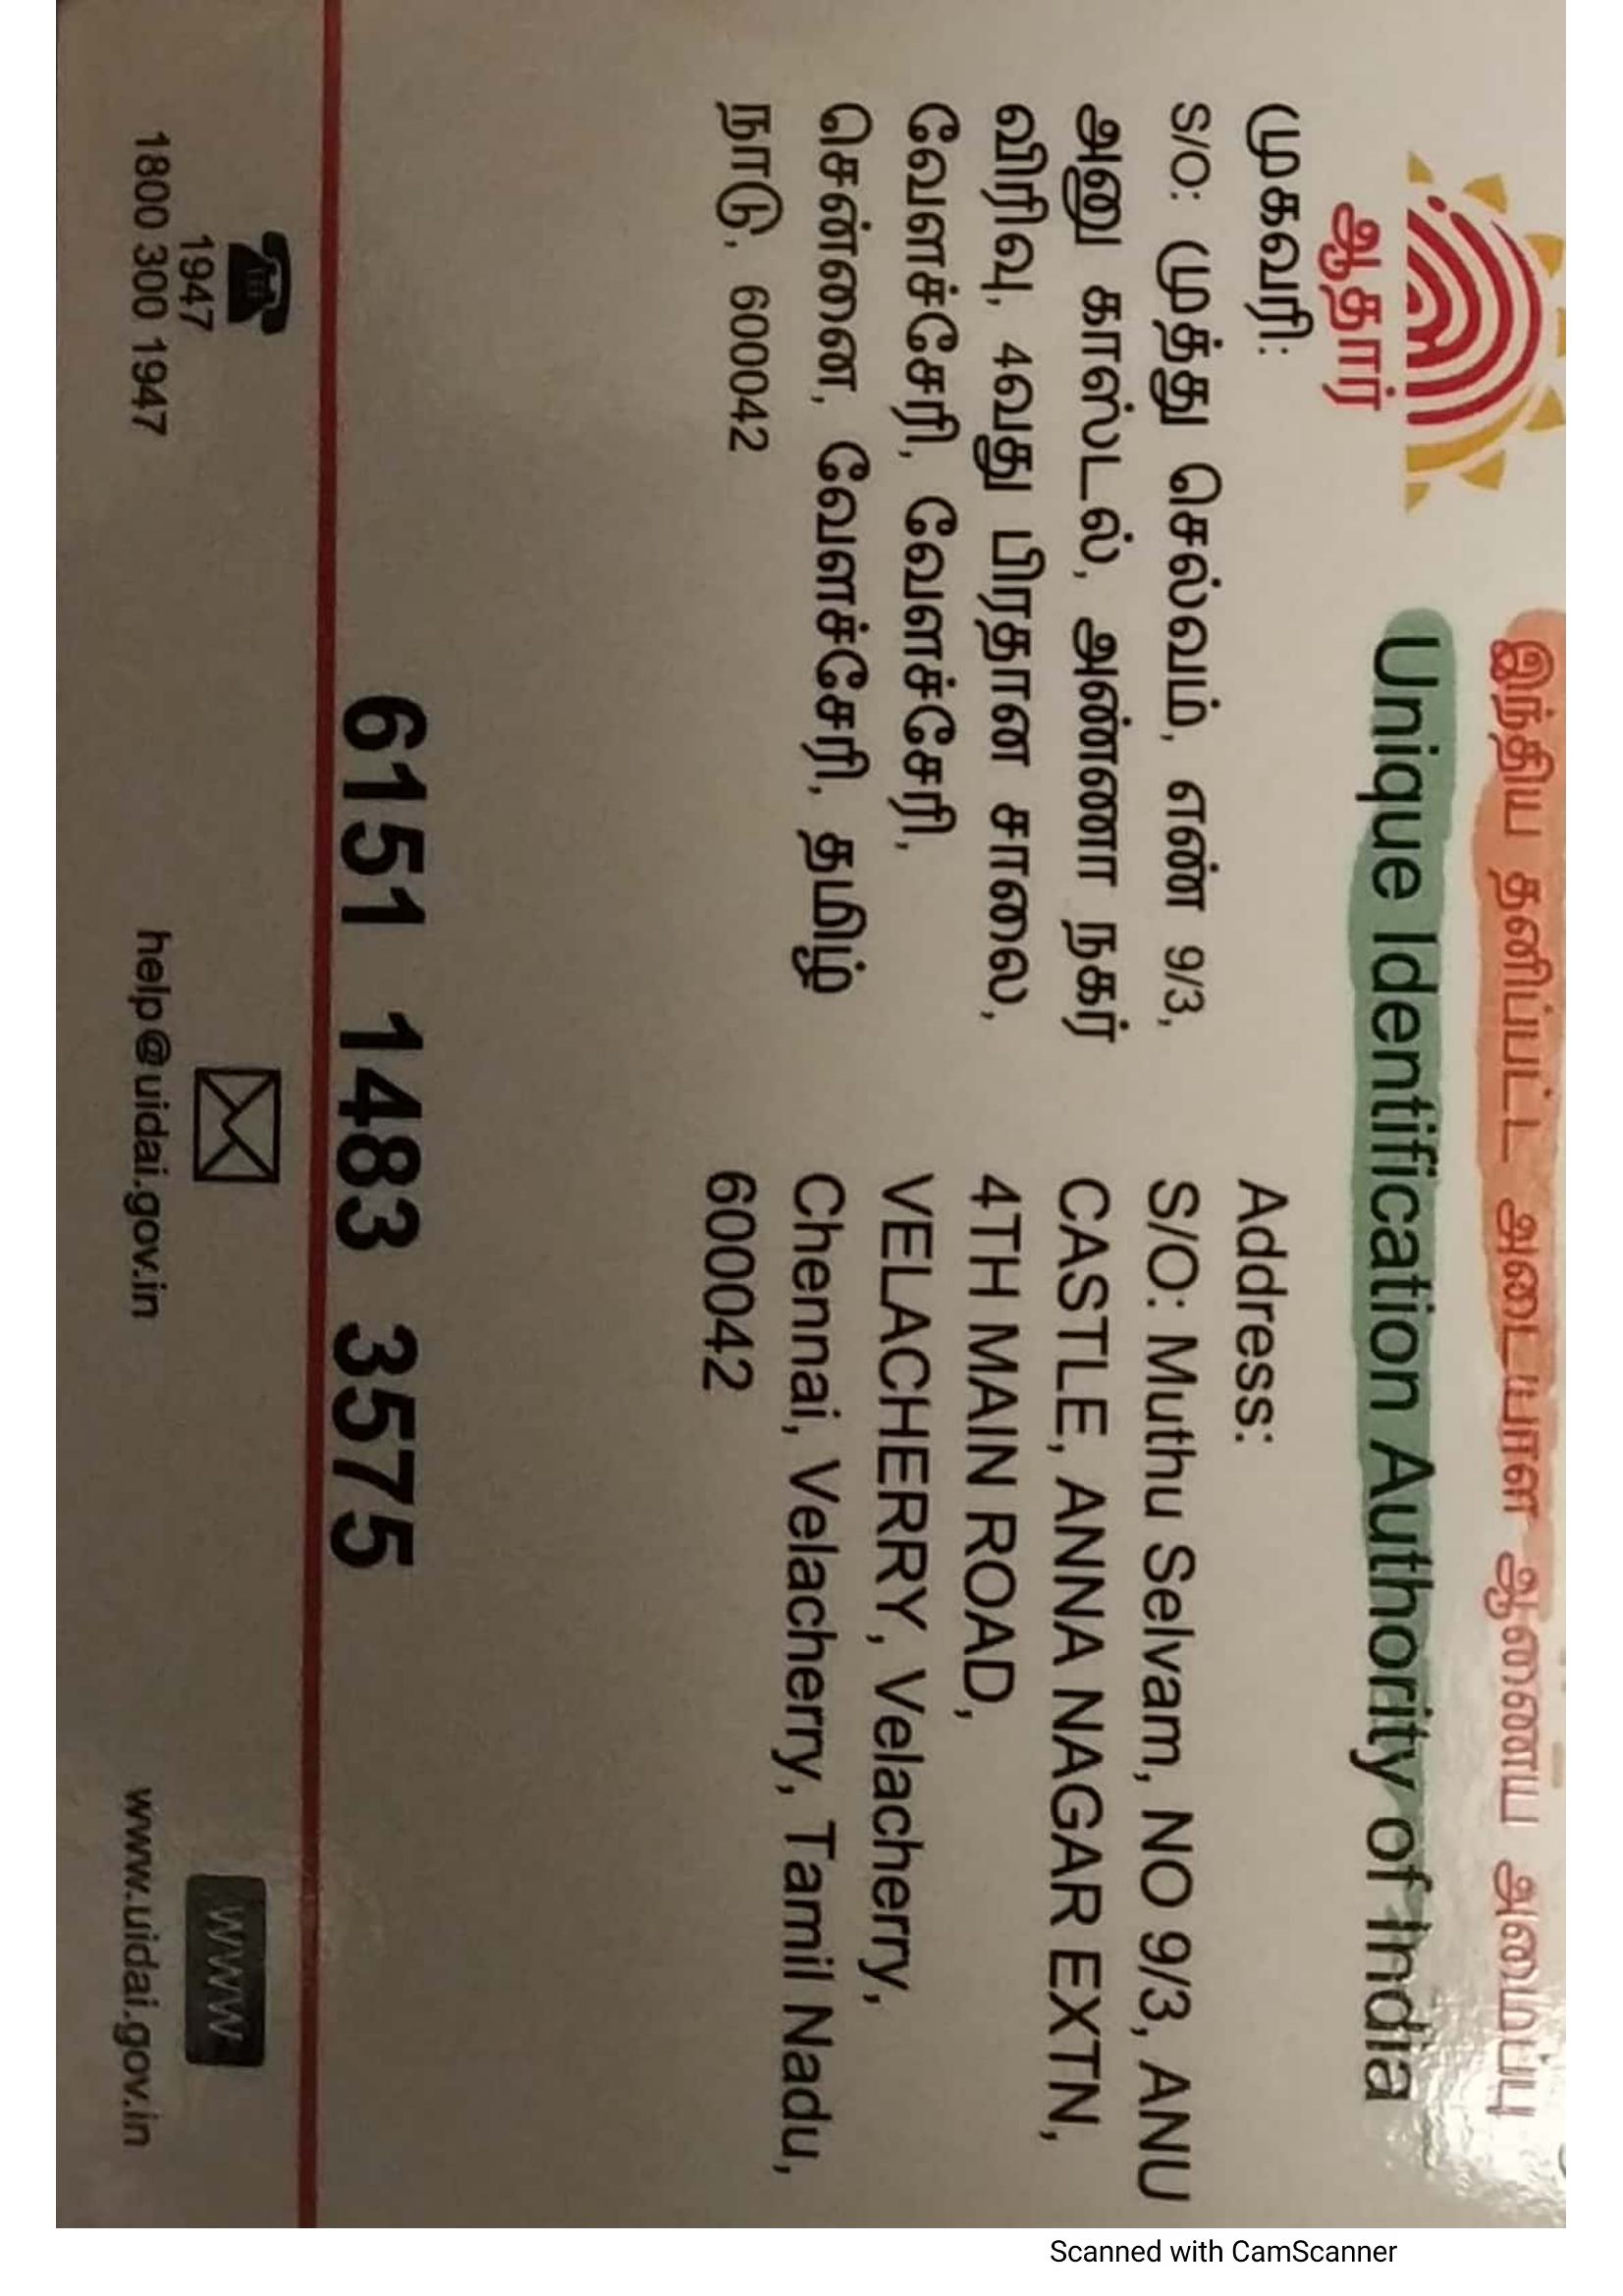 இந்திய தனிப்பட்ட அடையாள ஆணைய அமைப்பு
Unique Identification Authority of India
ஆதார்
முகவரி:
S/O: முத்து செல்வம், எண் 9/3,
அனு காஸ்டல், அண்ணா நகர்
விரிவு, 4வது பிரதான சாலை,
வேளச்சேரி, வேளச்சேரி,
சென்னை, வேளச்சேரி, தமிழ்
நாடு, 600042
Address:
S/O: Muthu Selvam, NO 9/3, ANU
CASTLE, ANNA NAGAR EXTN,
4TH MAIN ROAD,
VELACHERRY, Velacherry,
Chennai, Velacherry, Tamil Nadu,
600042
6151 1483 3575
1947
1800 300 1947
help@uidai.gov.in
www
www.uidai.gov.in
Scanned with CamScanner